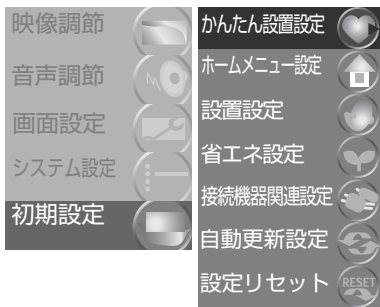 映像調節
音声調節
画面設定
システム設定
初期設定
かんたん設置設定
ホームメニュー設定
設置設定
省エネ設定
接続機器関連設定
自動更新設定
設定リセット
RESET